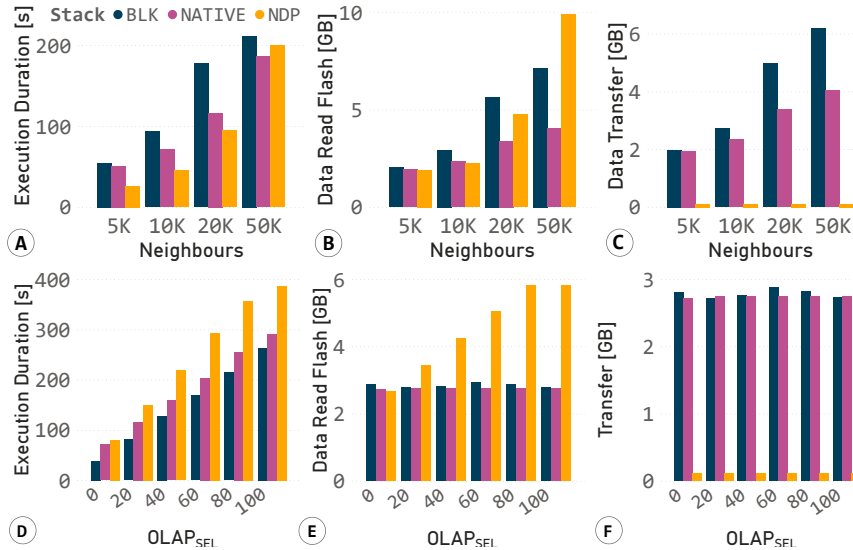 Stack BLK NATIVE NDP
Execution Duration [s]
200
100
0
5K 10K 20K 50K
Neighbours
A
Data Read Flash [GB]
10
5
0
5K 10K 20K 50K
Neighbours
B
Data Transfer [GB]
6
4
2
0
5K 10K 20K 50K
Neighbours
C
Execution Duration [s]
400
300
200
100
0
0 20 40 60 80 100
OLAPSEL
D
Data Read Flash [GB]
6
4
2
0
0 20 40 60 80 100
OLAPSEL
E
Transfer [GB]
3
2
1
0
0 20 40 60 80 100
OLAPSEL
F